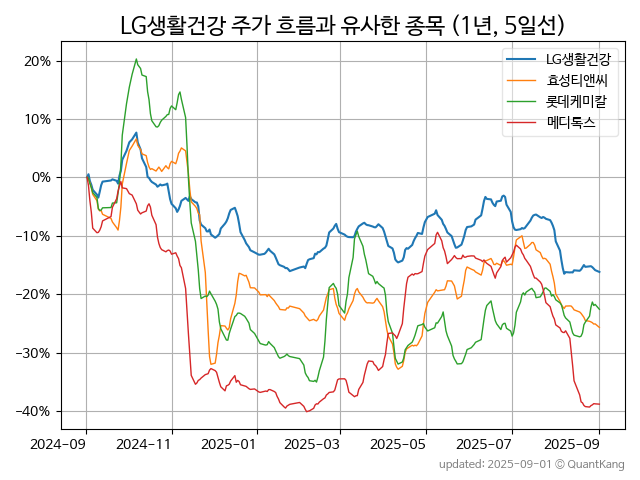 LG생활건강 주가 흐름과 유사한 종목 (1년, 5일선)
LG생활건강
효성티앤씨
롯데케미칼
메디톡스
20%
10%
0%
−10%
−20%
−30%
−40%
2024-09
2024-11
2025-01
2025-03
2025-05
2025-07
2025-09
updated: 2025-09-01 © QuantKang